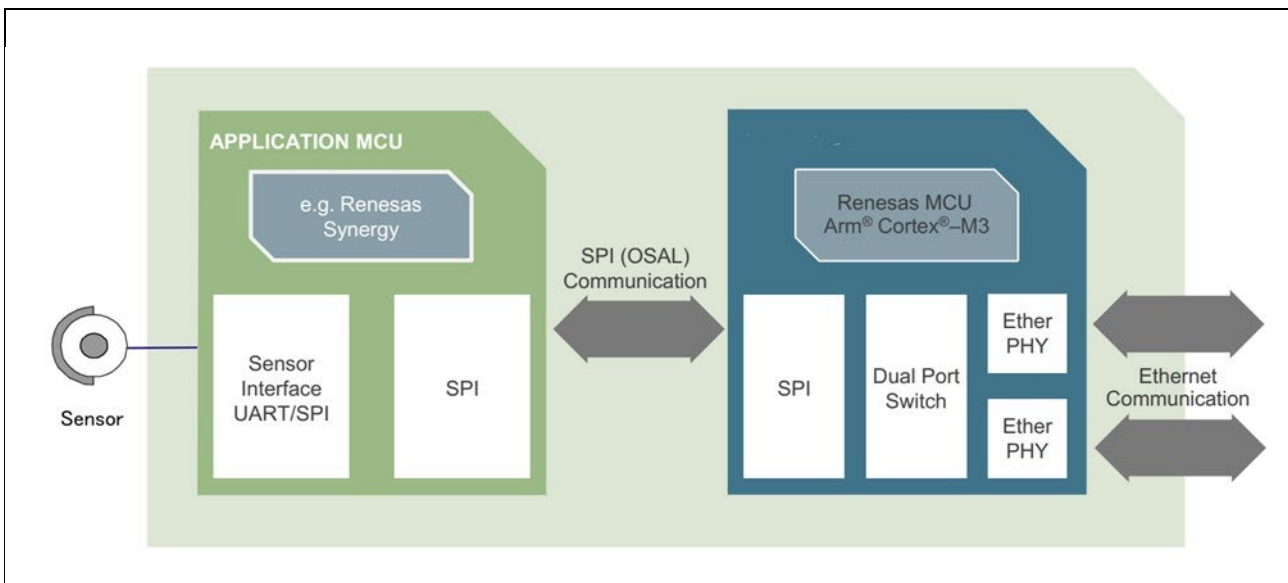 APPLICATION MCU
e.g. Renesas
Synergy
Sensor
Interface
UART/SPI
SPI
Sensor
SPI (OSAL)
Communication
Renesas MCU
Arm® Cortex®–M3
SPI
Dual Port
Switch
Ether
PHY
Ether
PHY
Ethernet
Communication